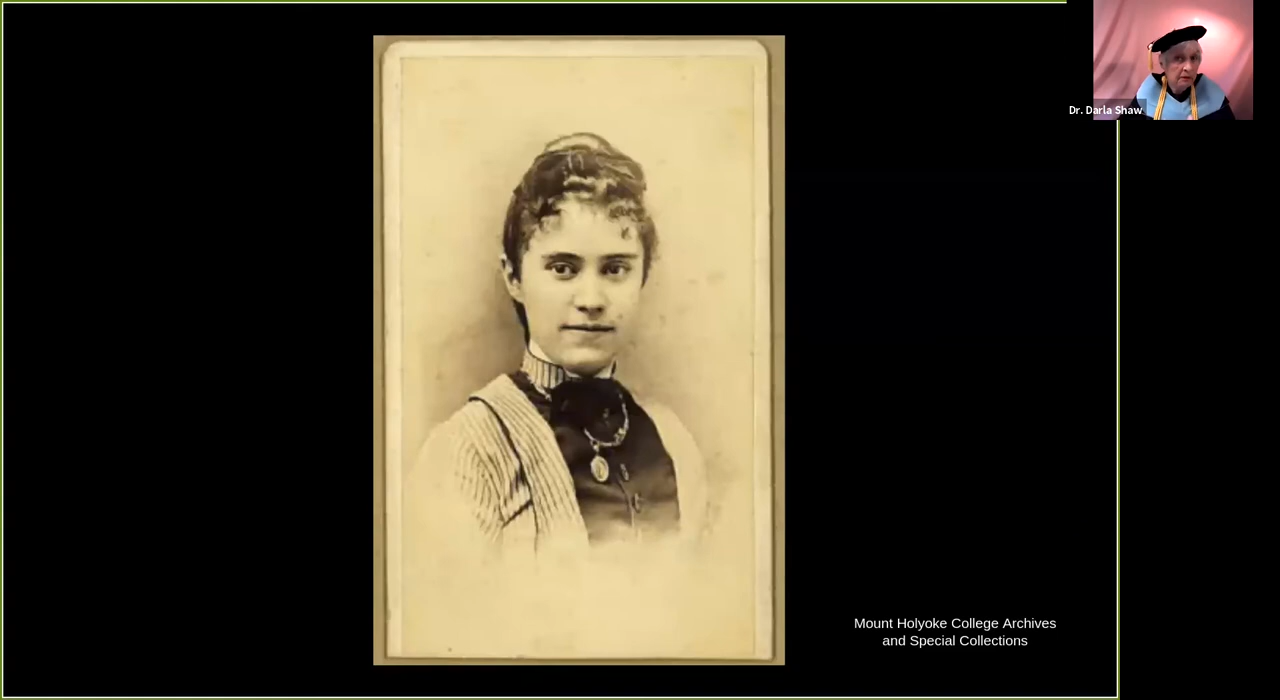 Dr. Darla Shaw
Mount Holyoke College Archives
and Special Collections